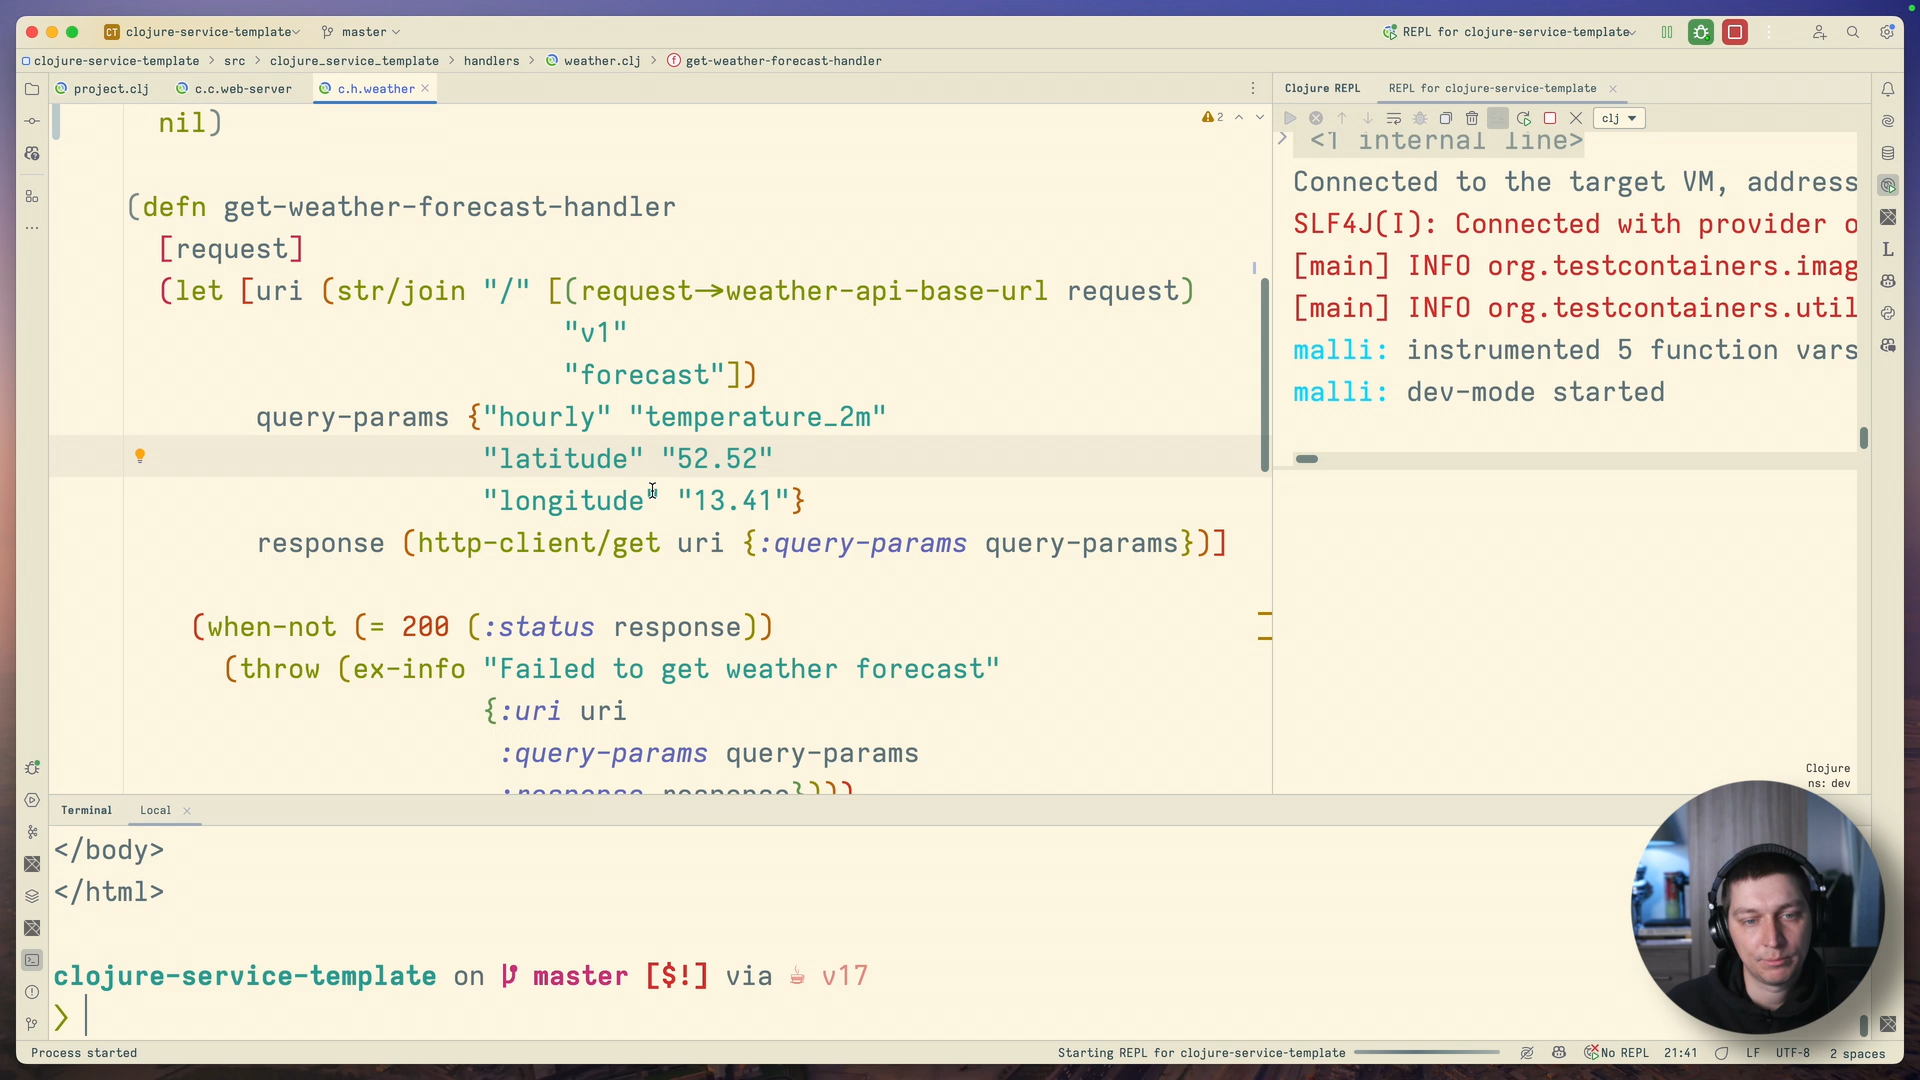 CT clojure-service-template
master
REPL for clojure-service-template
clojure-service-template
src
clojure_service_template
handlers
weather.clj
f get-weather-forecast-handler
project.clj
c.c.web-server
c.h.weather
2
nil)
(defn get-weather-forecast-handler
[request]
(let [uri (str/join "/" [(request->weather-api-base-url request)
"v1"
"forecast"])
query-params {"hourly" "temperature_2m"
"latitude" "52.52"
"longitude" "13.41"}
response (http-client/get uri {:query-params query-params})]
(when-not (= 200 (:status response))
(throw (ex-info "Failed to get weather forecast"
{:uri uri
:query-params query-params
:response response})))
Clojure REPL
REPL for clojure-service-template
clj
<1 internal line>
Connected to the target VM, address
SLF4J(I): Connected with provider o
[main] INFO org.testcontainers.imag
[main] INFO org.testcontainers.util
malli: instrumented 5 function vars
malli: dev-mode started
Clojure
ns: dev
Terminal
Local
</body>
</html>
clojure-service-template on master [$!] via v17
❯
Process started
Starting REPL for clojure-service-template
No REPL
21:41
LF
UTF-8
2 spaces